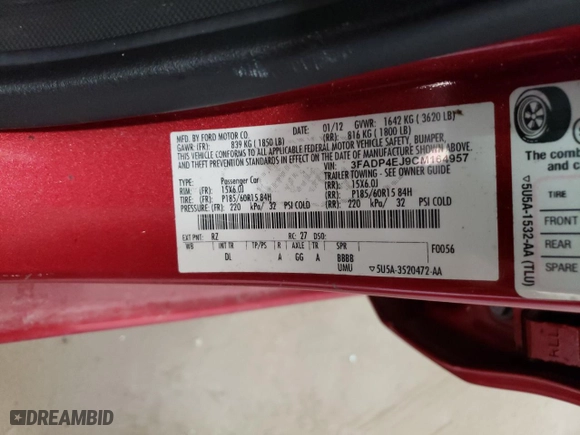 MFD. BY FORD MOTOR CO.
DATE: 01/12 GVWR: 1642 KG ( 3620 LB)
GAWR: (FR): 839 KG ( 1850 LB) (RR): 816 KG ( 1800 LB)
THIS VEHICLE CONFORMS TO ALL APPLICABLE FEDERAL MOTOR VEHICLE SAFETY, BUMPER,
AND THEFT PREVENTION STANDARDS IN EFFECT ON THE DATE OF MANUFACTURE SHOWN ABOVE
VIN: 3FADP4EJ9CM164957
TYPE: Passenger Car TRAILER TOWING - SEE OWNER GUIDE
RIM: (FR): 15X6.0J (RR): 15X6.0J
TIRE: (FR): P185/60R15 84H (RR): P185/60R15 84H
PRESSURE: (FR): 220 kPa/ 32 PSI COLD (RR): 220 kPa/ 32 PSI COLD
EXT PNT: RZ RC: 27 DSO: F0056
WB INT TR TP/PS R AXLE TR SPR
DL A GG A BBBB
UMU ▽5U5A-3520472-AA
The comb
TIRE
FRONT
▽5U5A-1532-AA (TLU)
DREAMBID